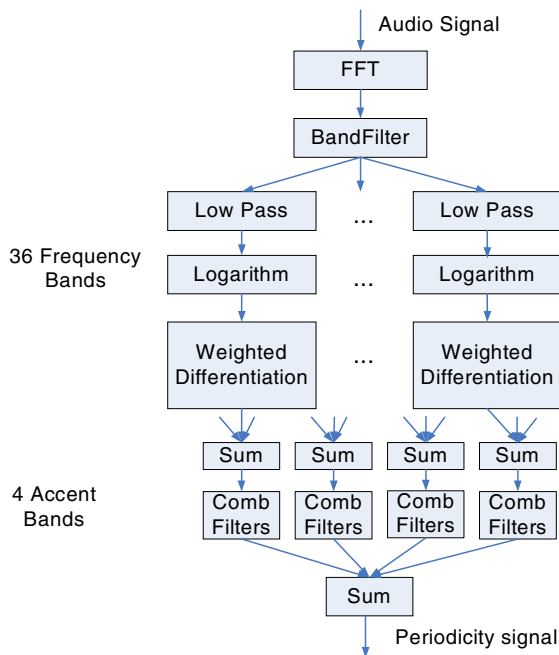 Audio Signal
FFT
BandFilter
Low Pass ... Low Pass
36 Frequency
Bands
Logarithm ... Logarithm
Weighted
Differentiation
...
Weighted
Differentiation
Sum Sum Sum Sum
4 Accent
Bands
Comb
Filters
Comb
Filters
Comb
Filters
Comb
Filters
Sum
Periodicity signal